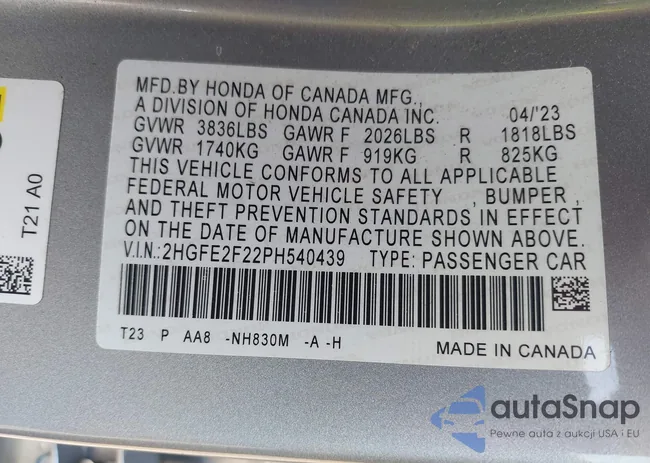 MFD.BY HONDA OF CANADA MFG.,
A DIVISION OF HONDA CANADA INC. 04/'23
GVWR 3836LBS GAWR F 2026LBS R 1818LBS
GVWR 1740KG GAWR F 919KG R 825KG
THIS VEHICLE CONFORMS TO ALL APPLICABLE
FEDERAL MOTOR VEHICLE SAFETY , BUMPER ,
AND THEFT PREVENTION STANDARDS IN EFFECT
ON THE DATE OF MANUFACTURE SHOWN ABOVE.
V.I.N.:2HGFE2F22PH540439 TYPE: PASSENGER CAR
T23 P AA8 -NH830M -A -H
MADE IN CANADA
T21 A0
autaSnap
Pewne auta z aukcji USA i EU